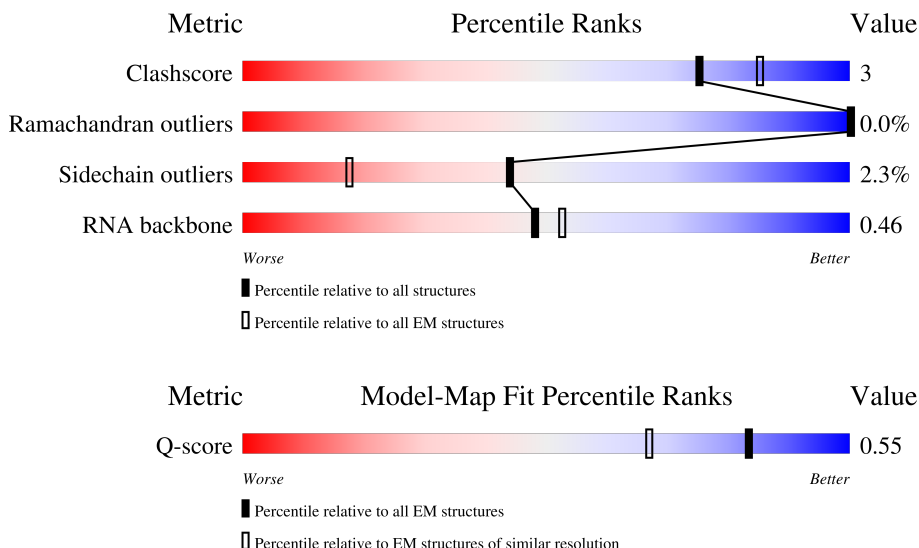 Metric Percentile Ranks Value
Clashscore 3
Ramachandran outliers 0.0%
Sidechain outliers 2.3%
RNA backbone 0.46
Worse Better
Percentile relative to all structures
Percentile relative to all EM structures
Metric Model-Map Fit Percentile Ranks Value
Q-score 0.55
Worse Better
Percentile relative to all EM structures
Percentile relative to EM structures of similar resolution